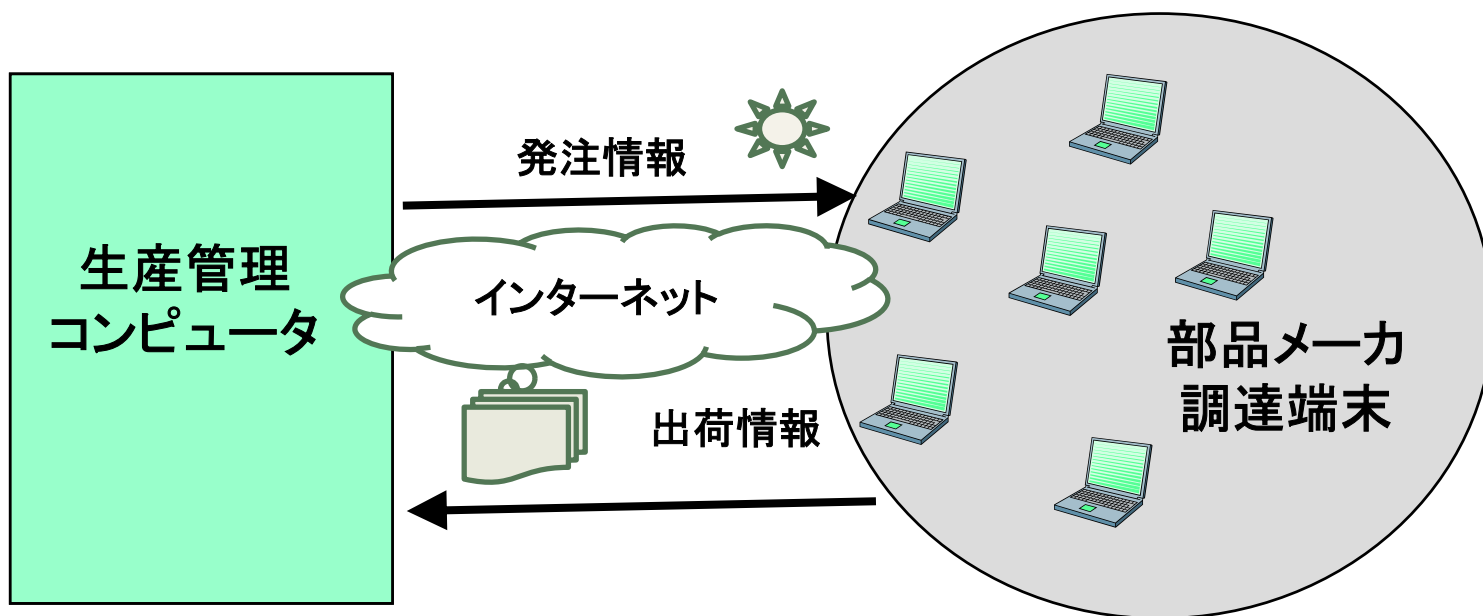 発注情報
生産管理
コンピュータ
インターネット
部品メーカ
調達端末
出荷情報